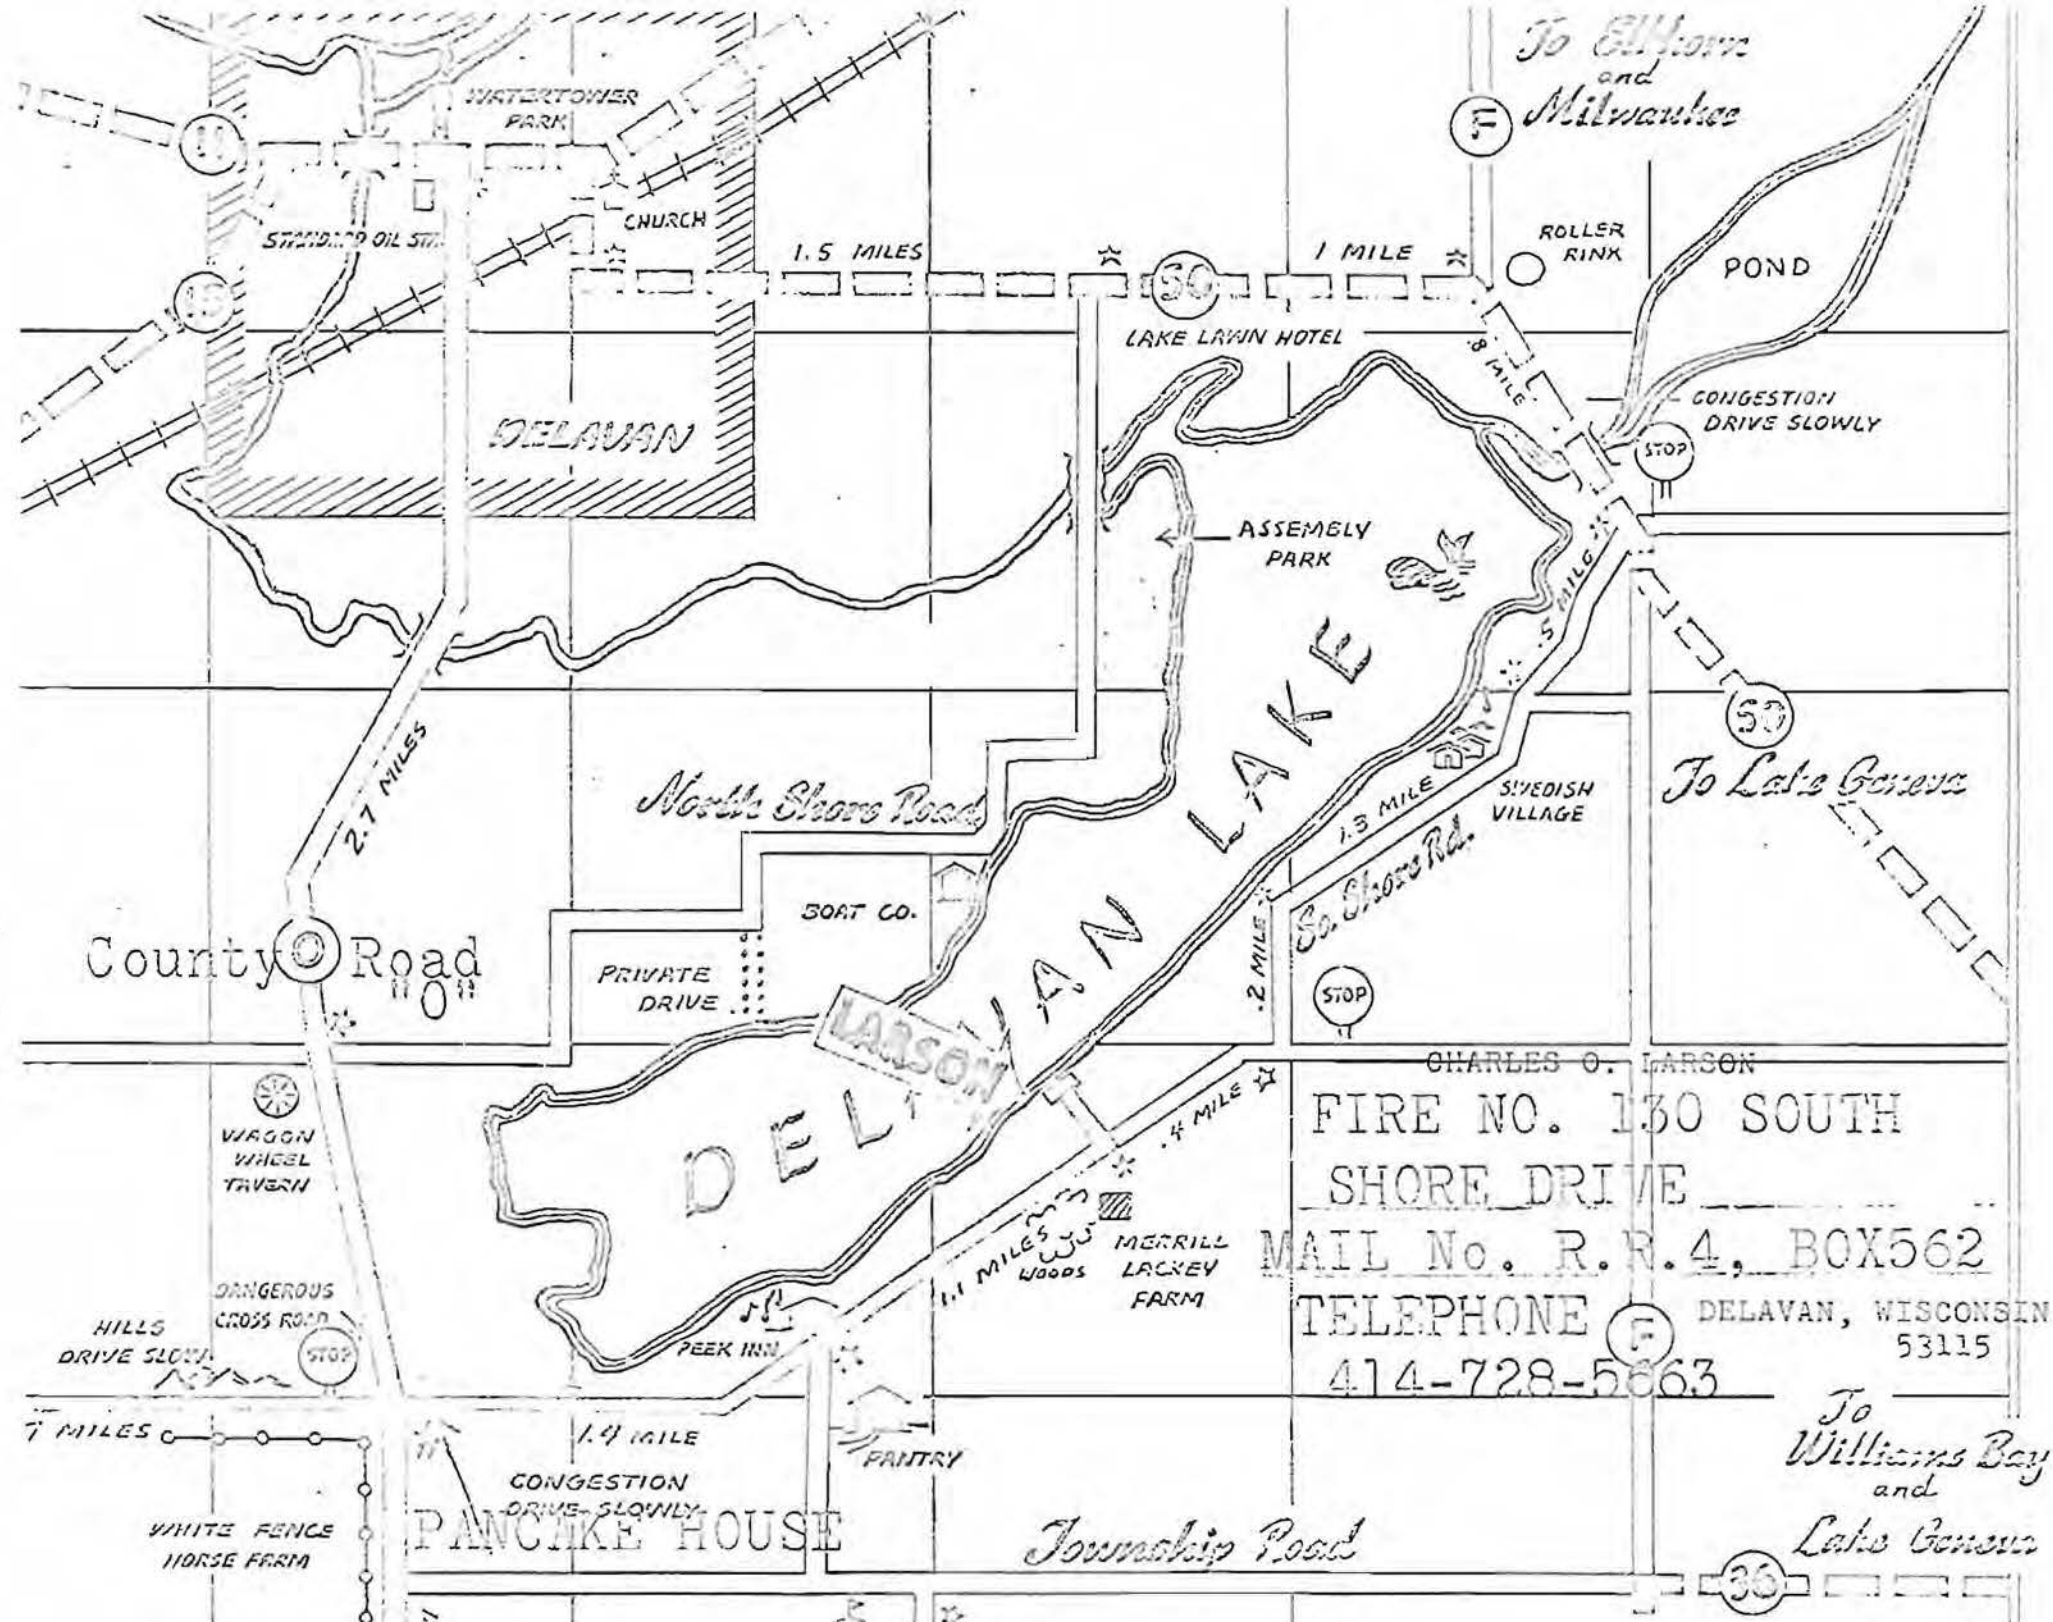 To Elkhorn
and
Milwaukee
WATERTOWER
PARK
11
F
STANDARD OIL STA.
CHURCH
1.5 MILES
1 MILE
50
ROLLER
RINK
POND
15
LAKE LAWN HOTEL
.8 MILE
CONGESTION
DRIVE SLOWLY
STOP
DELAVAN
ASSEMBLY
PARK
.5 MILE
50
To Lake Geneva
2.7 MILES
North Shore Road
SWEDISH
VILLAGE
1.3 MILE
So. Shore Rd.
BOAT CO.
County O Road
"O"
PRIVATE
DRIVE
.2 MILE
STOP
LARSON
DELAVAN LAKE
WAGON
WHEEL
TAVERN
.4 MILE
CHARLES O. LARSON
FIRE NO. 130 SOUTH
SHORE DRIVE
MAIL No. R.R.4, BOX562
TELEPHONE
414-728-5663
F
DELAVAN, WISCONSIN
53115
1.1 MILES
WOODS
MERRILL
LACKEY
FARM
DANGEROUS
CROSS ROAD
STOP
HILLS
DRIVE SLOW
PEEK INN
7 MILES
1.4 MILE
PANTRY
CONGESTION
DRIVE SLOWLY
PANCAKE HOUSE
WHITE FENCE
HORSE FARM
Township Road
To
Williams Bay
and
Lake Geneva
36